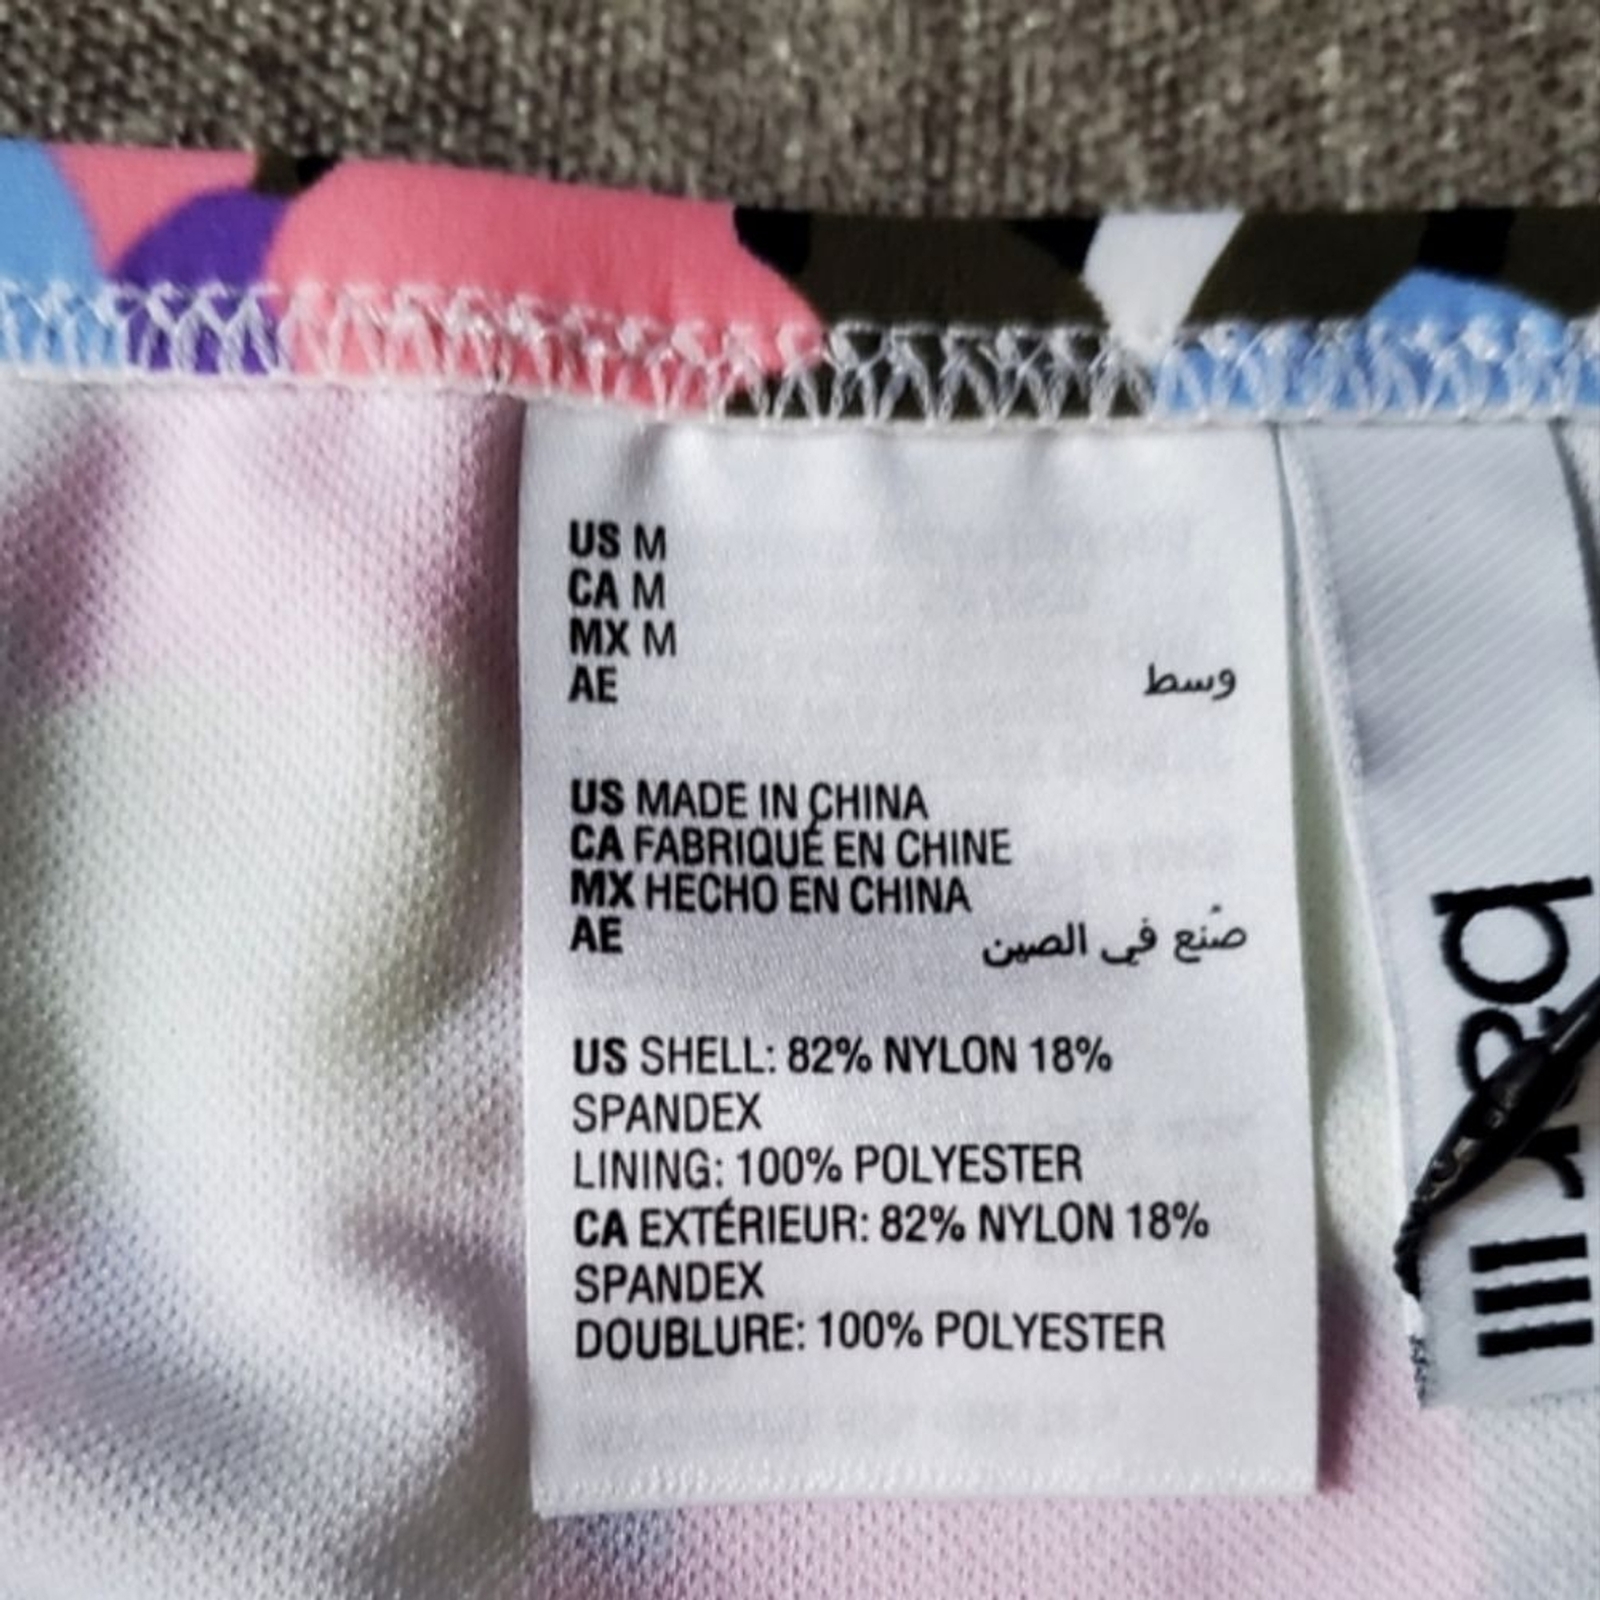 US M
CA M
MX M
AE وسط
US MADE IN CHINA
CA FABRIQUÉ EN CHINE
MX HECHO EN CHINA
AE صُنع في الصين
US SHELL: 82% NYLON 18%
SPANDEX
LINING: 100% POLYESTER
CA EXTÉRIEUR: 82% NYLON 18%
SPANDEX
DOUBLURE: 100% POLYESTER
bar III